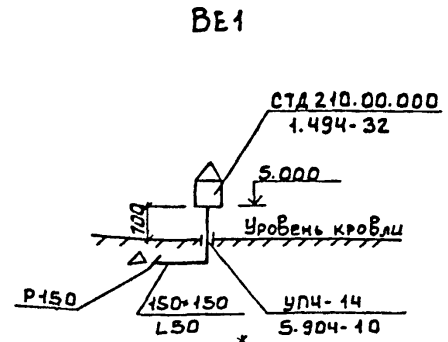 ВЕ1
СТД 210.00.000
1.494-32
5.000
100
Уровень кровли
Р150
150×150
L50
УПЧ-14
5.904-10
*